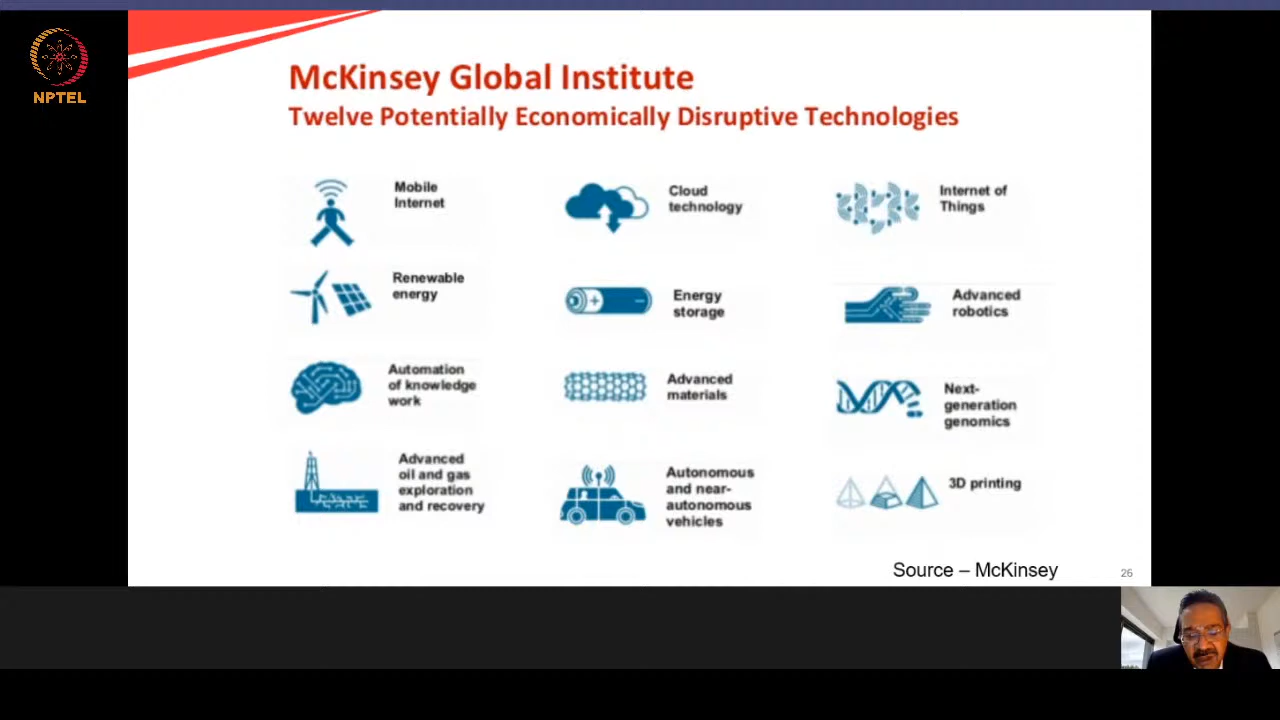 NPTEL
McKinsey Global Institute
Twelve Potentially Economically Disruptive Technologies
Mobile
Internet
Cloud
technology
Internet of
Things
Renewable
energy
Energy
storage
Advanced
robotics
Automation
of knowledge
work
Advanced
materials
Next-
generation
genomics
Advanced
oil and gas
exploration
and recovery
Autonomous
and near-
autonomous
vehicles
3D printing
Source – McKinsey
26